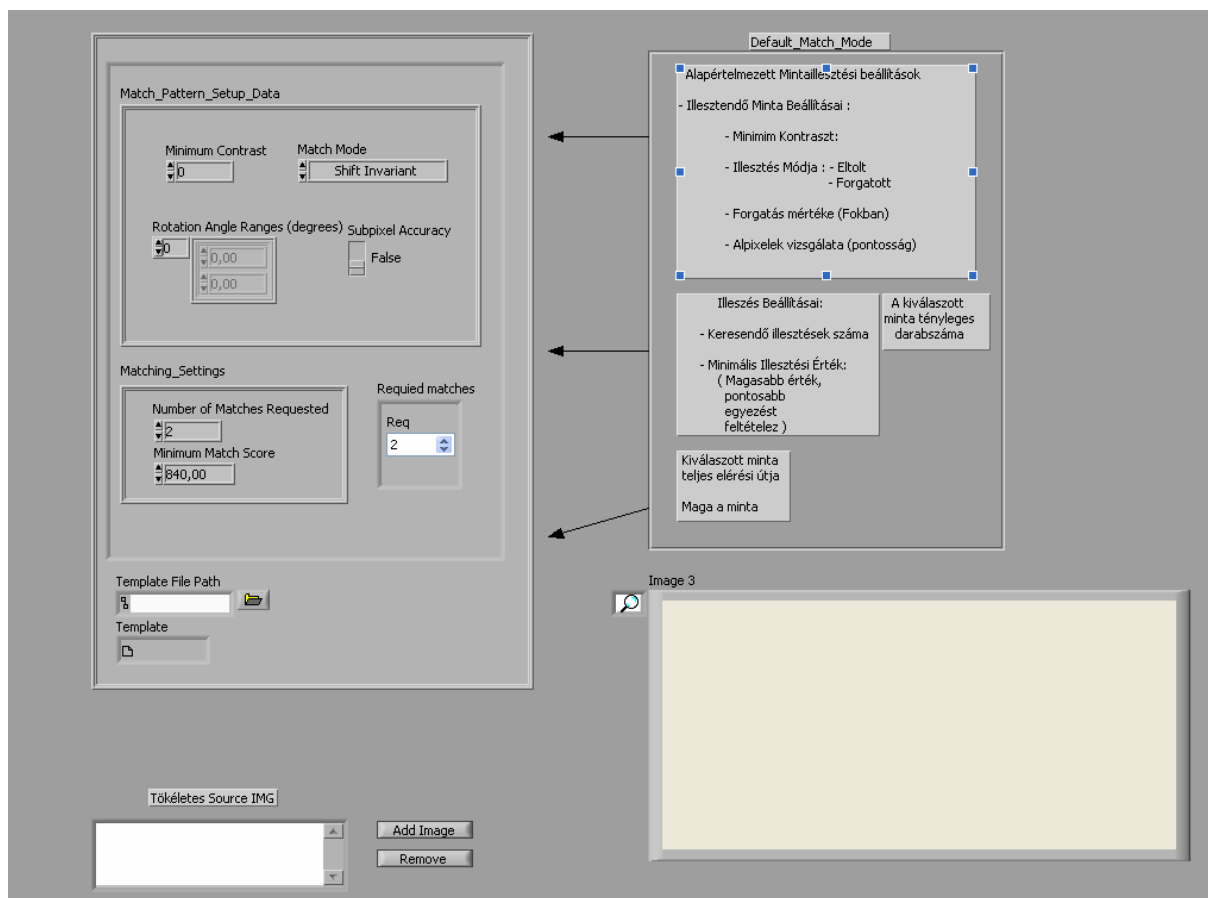 Default_Match_Mode
Match_Pattern_Setup_Data
Minimum Contrast
0
Match Mode
Shift Invariant
Rotation Angle Ranges (degrees)
0
0,00
0,00
Subpixel Accuracy
False
Matching_Settings
Number of Matches Requested
2
Minimum Match Score
840,00
Requied matches
Req
2
Template File Path
Template
Alapértelmezett Mintaillesztési beállítások
- Illesztendő Minta Beállításai :
- Minimim Kontraszt:
- Illesztés Módja : - Eltolt
- Forgatott
- Forgatás mértéke (Fokban)
- Alpixelek vizsgálata (pontosság)
Illeszés Beállításai:
- Keresendő illesztések száma
- Minimális Illesztési Érték:
( Magasabb érték,
pontosabb
egyezést
feltételez )
A kiválaszott
minta tényleges
darabszáma
Kiválaszott minta
teljes elérési útja
Maga a minta
Image 3
Tökéletes Source IMG
Add Image
Remove